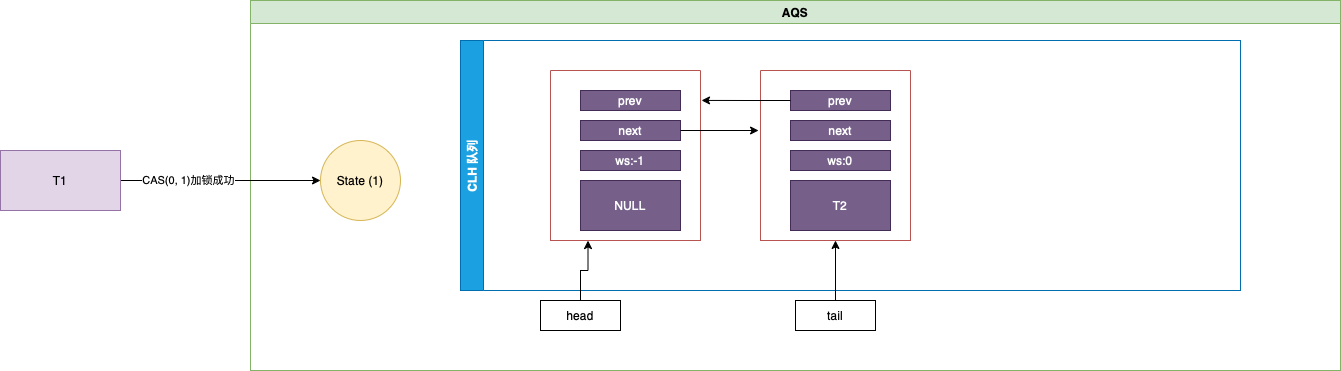 AQS
T1
CAS(0, 1)加锁成功
State (1)
CLH 队列
prev
next
ws:-1
NULL
prev
next
ws:0
T2
head
tail